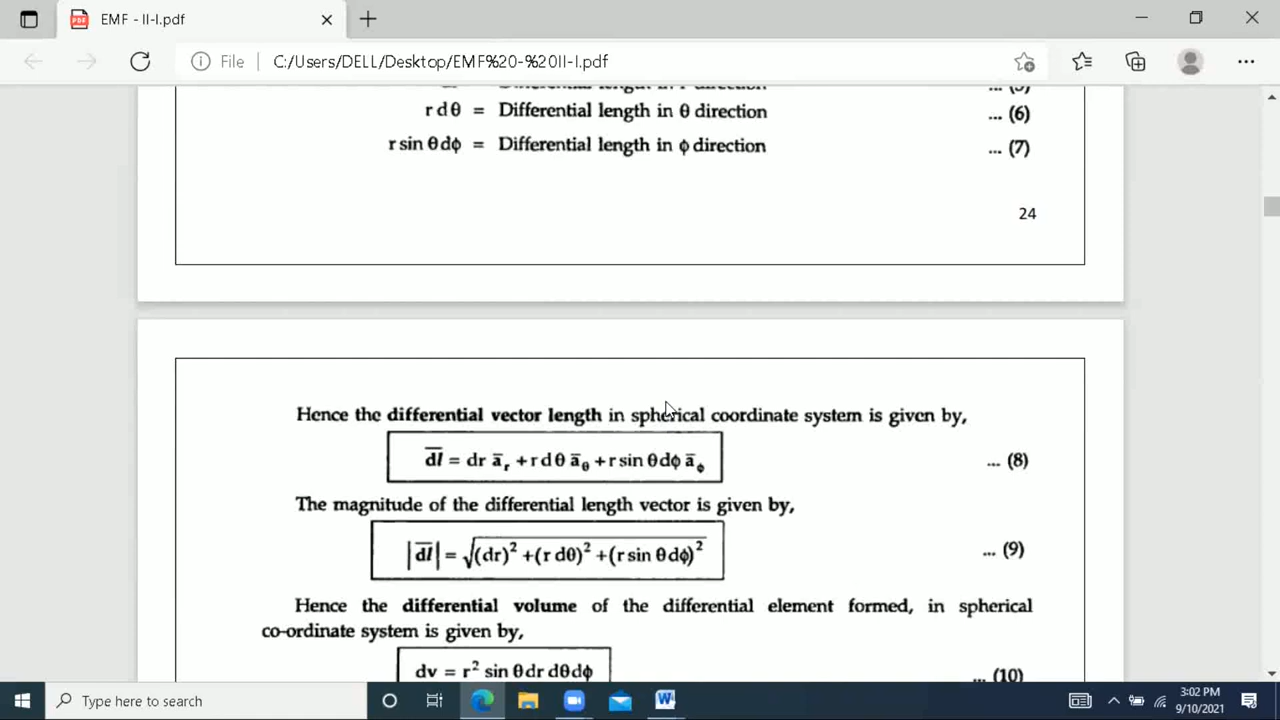 EMF - II-I.pdf
File
C:/Users/DELL/Desktop/EMF%20-%20II-I.pdf
r dθ = Differential length in θ direction ... (6)
r sin θ dϕ = Differential length in ϕ direction ... (7)
24
Hence the differential vector length in spherical coordinate system is given by,
d̅l̅ = dr a̅r + r dθ a̅θ + r sin θ dϕ a̅ϕ ... (8)
The magnitude of the differential length vector is given by,
|d̅l̅| = √(dr)² + (r dθ)² + (r sin θ dϕ)² ... (9)
Hence the differential volume of the differential element formed, in spherical
co-ordinate system is given by,
dv = r² sin θ dr dθ dϕ ... (10)
Type here to search
3:02 PM
9/10/2021